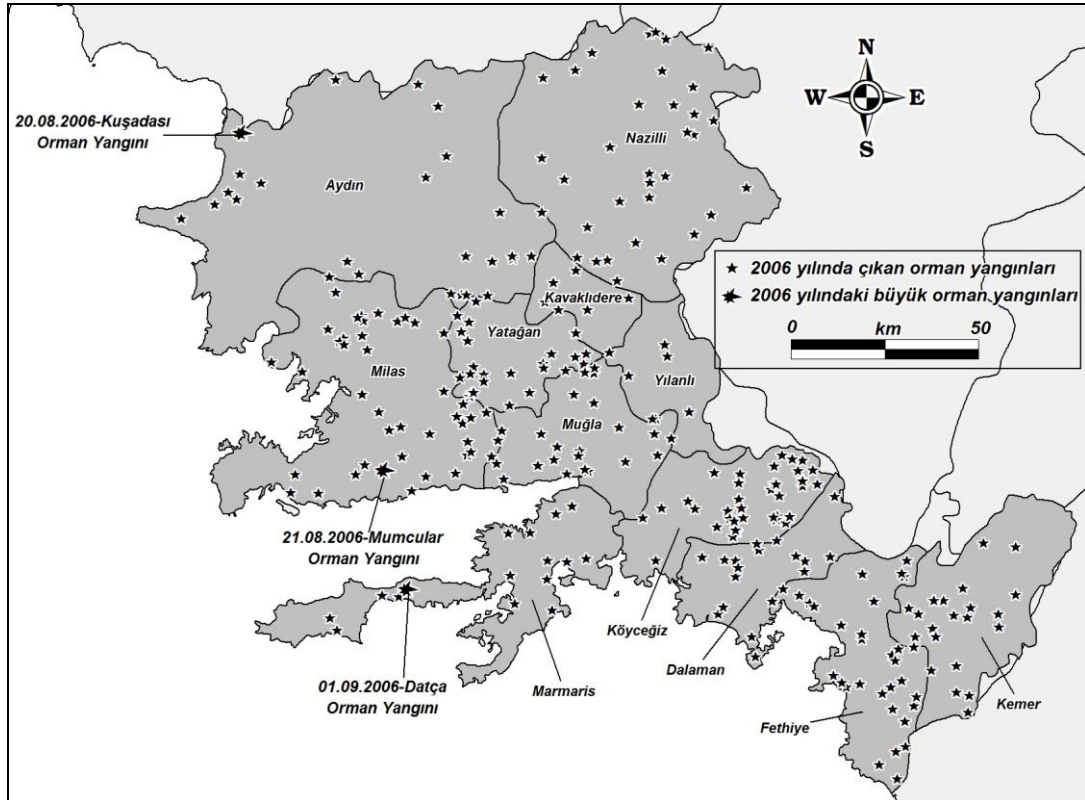 N
W E
S
20.08.2006-Kuşadası
Orman Yangını
Nazilli
Aydın
★ 2006 yılında çıkan orman yangınları
2006 yılındaki büyük orman yangınları
0 km 50
Kavaklıdere
Yatağan
Milas
Yılanlı
Muğla
21.08.2006-Mumcular
Orman Yangını
Köyceğiz
Dalaman
01.09.2006-Datça
Orman Yangını
Marmaris
Kemer
Fethiye